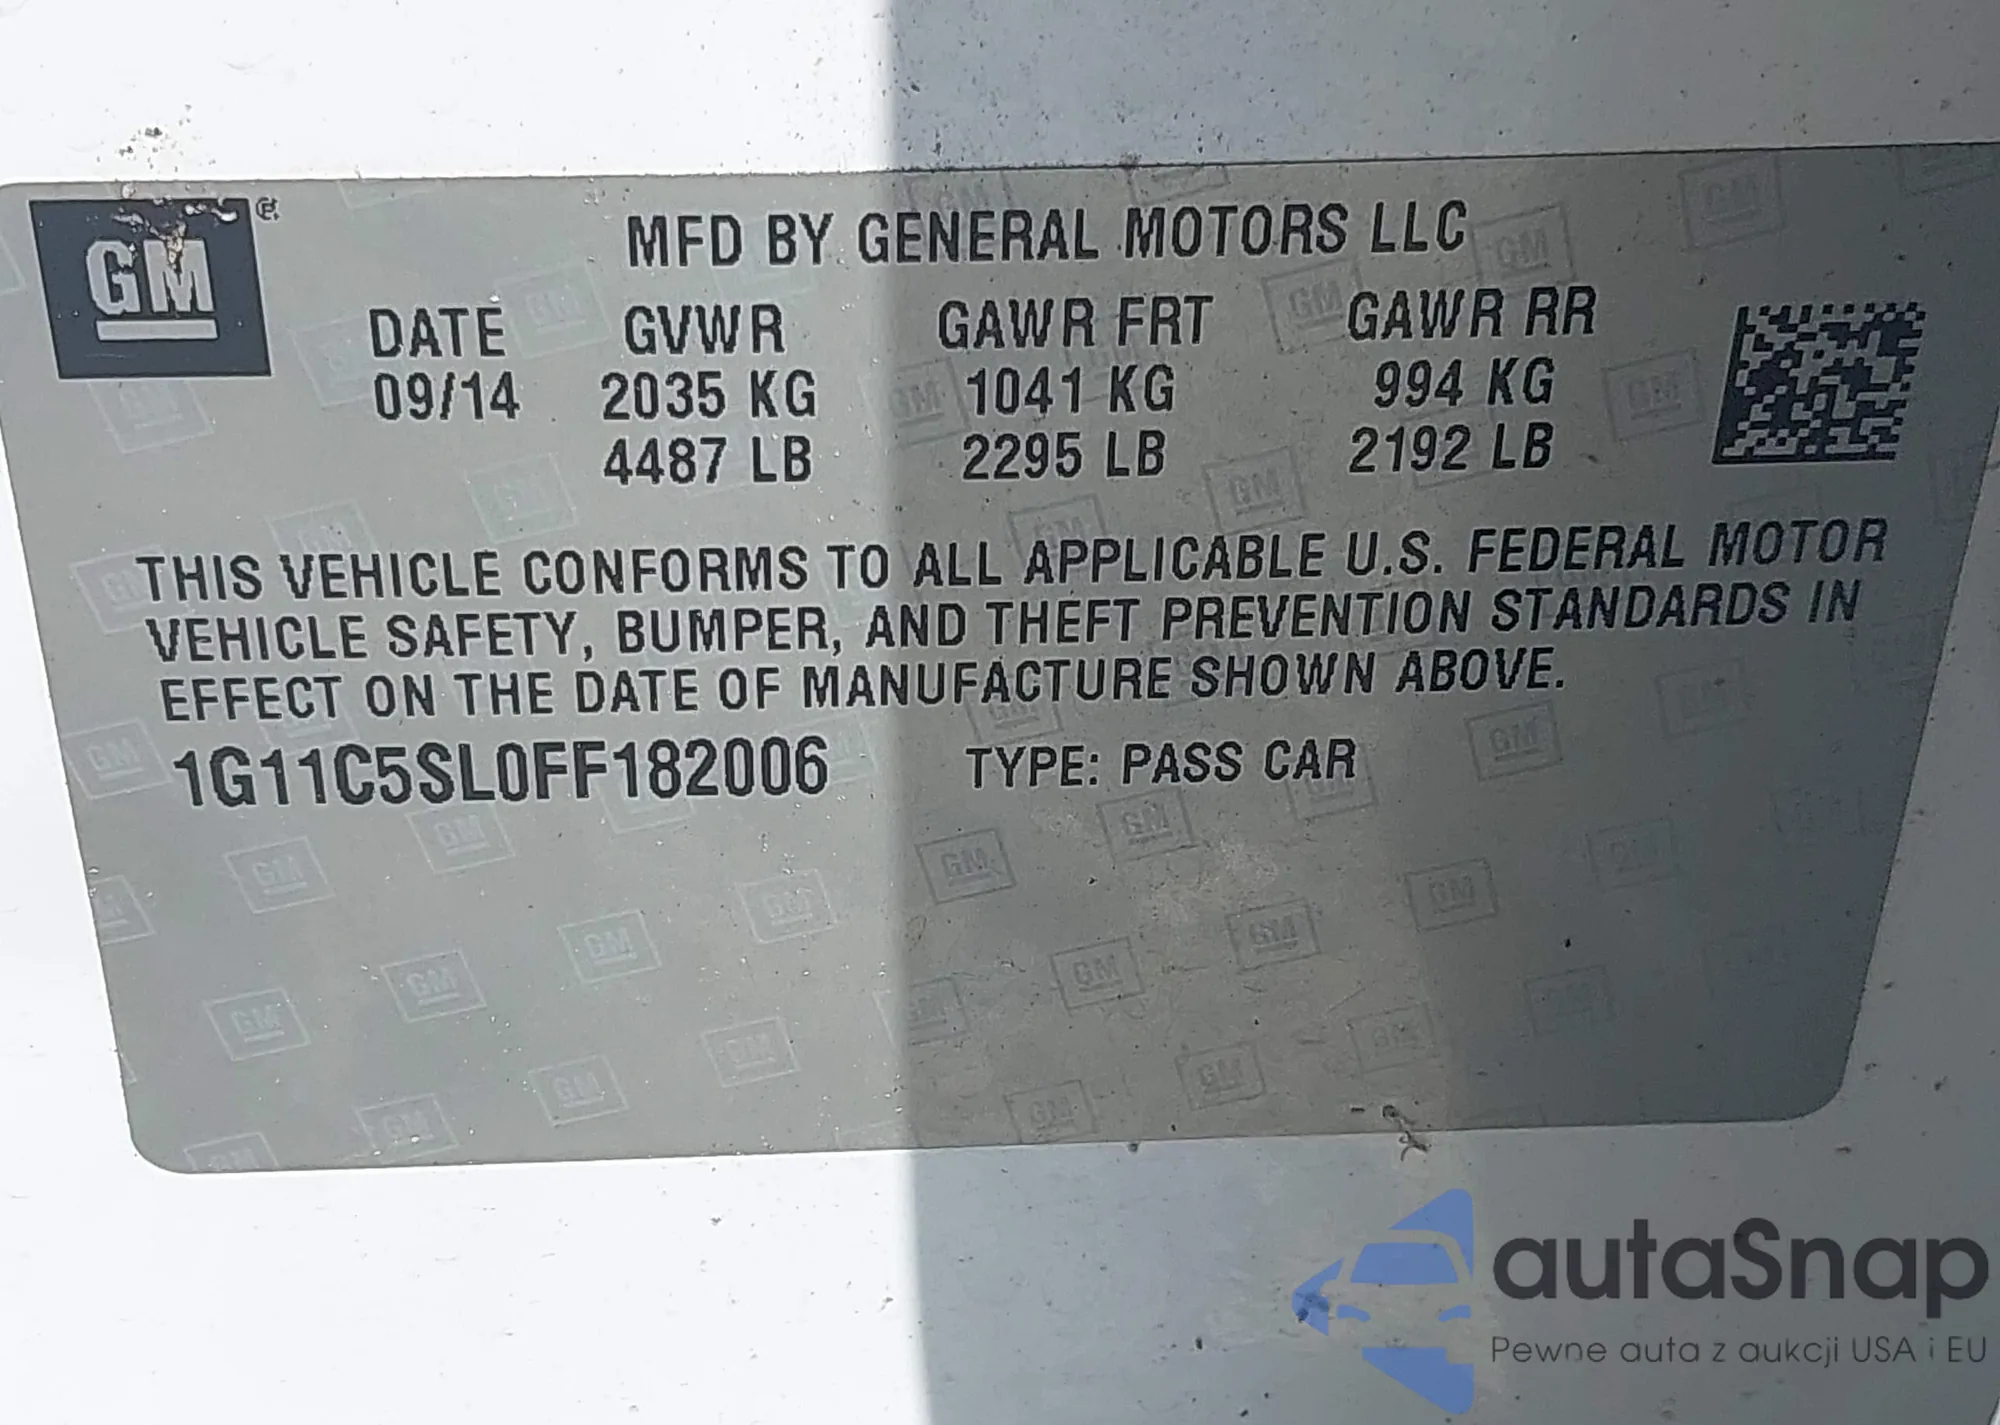 GM
MFD BY GENERAL MOTORS LLC
DATE GVWR GAWR FRT GAWR RR
09/14 2035 KG 1041 KG 994 KG
4487 LB 2295 LB 2192 LB
THIS VEHICLE CONFORMS TO ALL APPLICABLE U.S. FEDERAL MOTOR
VEHICLE SAFETY, BUMPER, AND THEFT PREVENTION STANDARDS IN
EFFECT ON THE DATE OF MANUFACTURE SHOWN ABOVE.
1G11C5SL0FF182006 TYPE: PASS CAR
autaSnap
Pewne auta z aukcji USA i EU